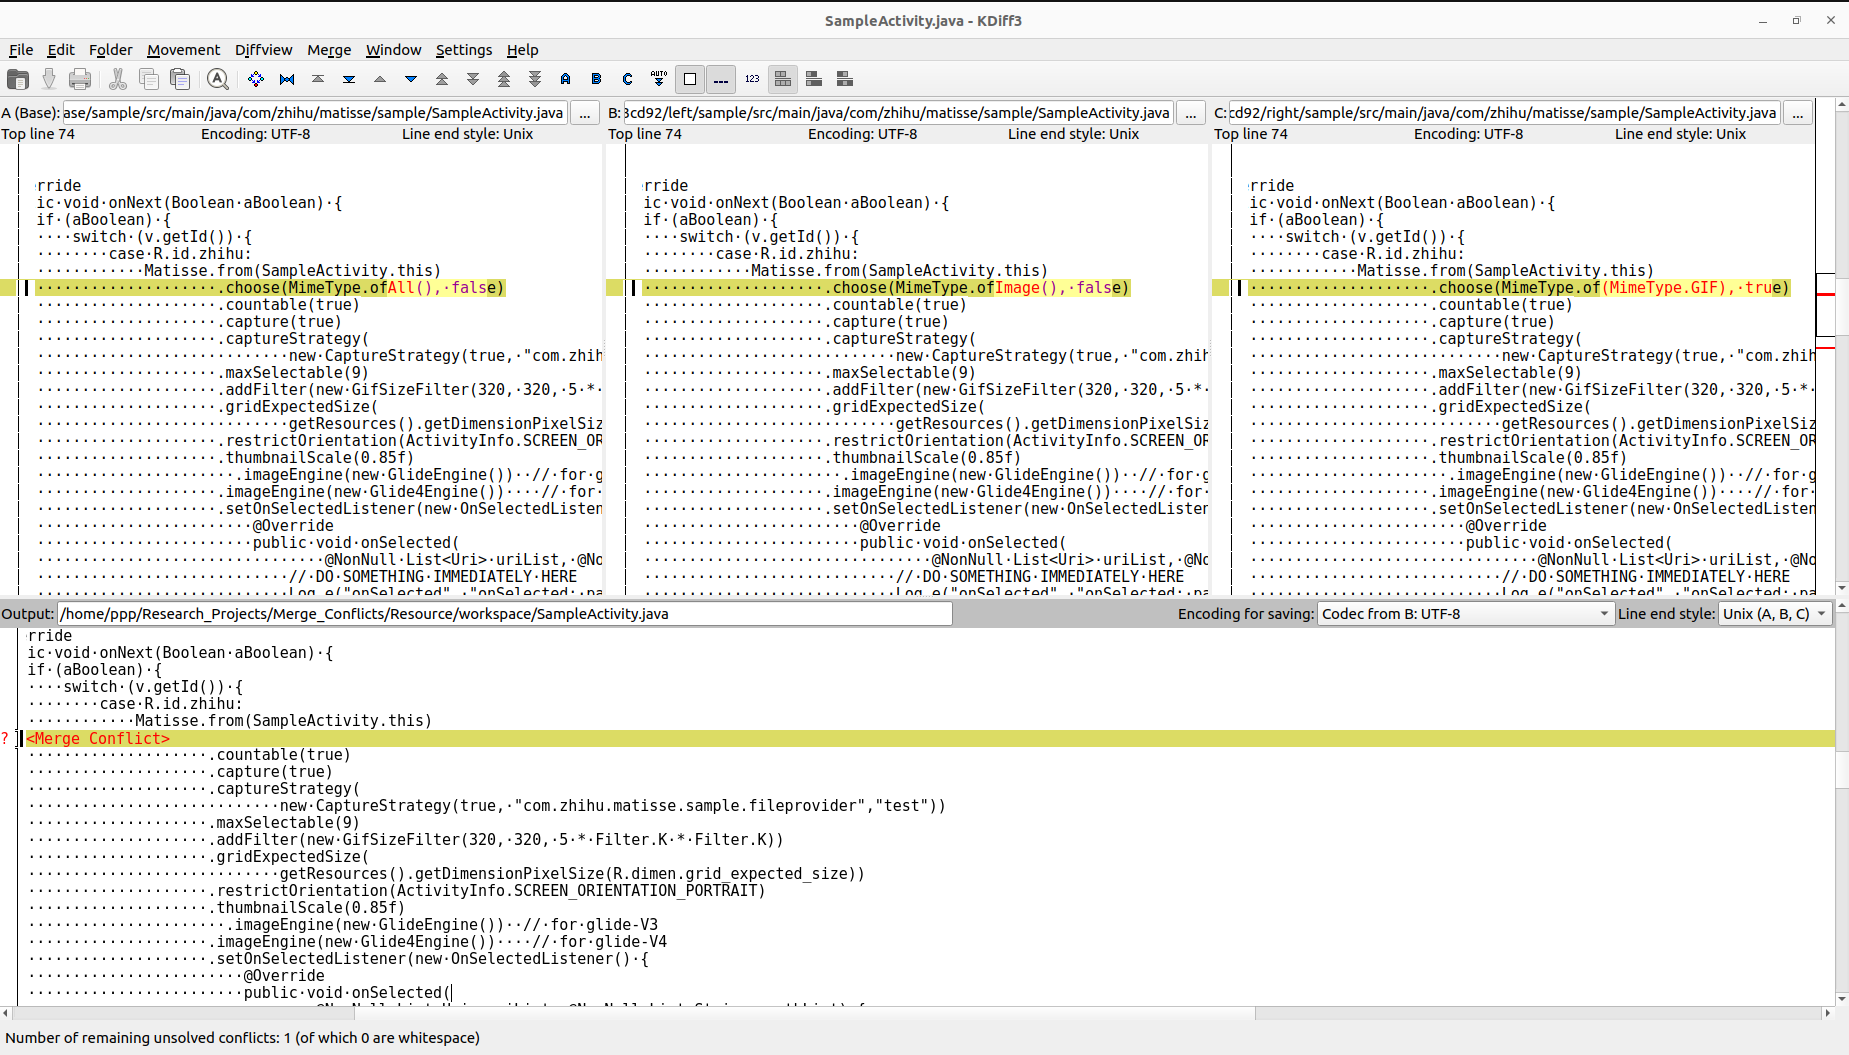 SampleActivity.java - KDiff3
File Edit Folder Movement Diffview Merge Window Settings Help
A B C AUTO 123
A (Base): ase/sample/src/main/java/com/zhihu/matisse/sample/SampleActivity.java ...
Top line 74 Encoding: UTF-8 Line end style: Unix
rride
ic·void·onNext(Boolean·aBoolean)·{
if·(aBoolean)·{
····switch·(v.getId())·{
········case·R.id.zhihu:
············Matisse.from(SampleActivity.this)
····················.choose(MimeType.ofAll(),·false)
····················.countable(true)
····················.capture(true)
····················.captureStrategy(
····························new·CaptureStrategy(true,·"com.zhih
····················.maxSelectable(9)
····················.addFilter(new·GifSizeFilter(320,·320,·5·*·
····················.gridExpectedSize(
····························getResources().getDimensionPixelSiz
····················.restrictOrientation(ActivityInfo.SCREEN_OR
····················.thumbnailScale(0.85f)
······················.imageEngine(new·GlideEngine())··//·for·g
····················.imageEngine(new·Glide4Engine())····//·for·
····················.setOnSelectedListener(new·OnSelectedListen
························@Override
························public·void·onSelected(
································@NonNull·List<Uri>·uriList,·@No
····························//·DO·SOMETHING·IMMEDIATELY·HERE
····························Log.e("onSelected",·"onSelected:·pa
B: 3cd92/left/sample/src/main/java/com/zhihu/matisse/sample/SampleActivity.java ...
Top line 74 Encoding: UTF-8 Line end style: Unix
rride
ic·void·onNext(Boolean·aBoolean)·{
if·(aBoolean)·{
····switch·(v.getId())·{
········case·R.id.zhihu:
············Matisse.from(SampleActivity.this)
····················.choose(MimeType.ofImage(),·false)
····················.countable(true)
····················.capture(true)
····················.captureStrategy(
····························new·CaptureStrategy(true,·"com.zhih
····················.maxSelectable(9)
····················.addFilter(new·GifSizeFilter(320,·320,·5·*·
····················.gridExpectedSize(
····························getResources().getDimensionPixelSiz
····················.restrictOrientation(ActivityInfo.SCREEN_OR
····················.thumbnailScale(0.85f)
······················.imageEngine(new·GlideEngine())··//·for·g
····················.imageEngine(new·Glide4Engine())····//·for·
····················.setOnSelectedListener(new·OnSelectedListen
························@Override
························public·void·onSelected(
································@NonNull·List<Uri>·uriList,·@No
····························//·DO·SOMETHING·IMMEDIATELY·HERE
····························Log.e("onSelected",·"onSelected:·pa
C: cd92/right/sample/src/main/java/com/zhihu/matisse/sample/SampleActivity.java ...
Top line 74 Encoding: UTF-8 Line end style: Unix
rride
ic·void·onNext(Boolean·aBoolean)·{
if·(aBoolean)·{
····switch·(v.getId())·{
········case·R.id.zhihu:
············Matisse.from(SampleActivity.this)
····················.choose(MimeType.of(MimeType.GIF),·true)
····················.countable(true)
····················.capture(true)
····················.captureStrategy(
····························new·CaptureStrategy(true,·"com.zhih
····················.maxSelectable(9)
····················.addFilter(new·GifSizeFilter(320,·320,·5·*·
····················.gridExpectedSize(
····························getResources().getDimensionPixelSiz
····················.restrictOrientation(ActivityInfo.SCREEN_OR
····················.thumbnailScale(0.85f)
······················.imageEngine(new·GlideEngine())··//·for·g
····················.imageEngine(new·Glide4Engine())····//·for·
····················.setOnSelectedListener(new·OnSelectedListen
························@Override
························public·void·onSelected(
································@NonNull·List<Uri>·uriList,·@No
····························//·DO·SOMETHING·IMMEDIATELY·HERE
····························Log.e("onSelected",·"onSelected:·pa
Output: /home/ppp/Research_Projects/Merge_Conflicts/Resource/workspace/SampleActivity.java Encoding for saving: Codec from B: UTF-8 Line end style: Unix (A, B, C)
rride
ic·void·onNext(Boolean·aBoolean)·{
if·(aBoolean)·{
····switch·(v.getId())·{
········case·R.id.zhihu:
············Matisse.from(SampleActivity.this)
? <Merge Conflict>
····················.countable(true)
····················.capture(true)
····················.captureStrategy(
····························new·CaptureStrategy(true,·"com.zhihu.matisse.sample.fileprovider","test"))
····················.maxSelectable(9)
····················.addFilter(new·GifSizeFilter(320,·320,·5·*·Filter.K·*·Filter.K))
····················.gridExpectedSize(
····························getResources().getDimensionPixelSize(R.dimen.grid_expected_size))
····················.restrictOrientation(ActivityInfo.SCREEN_ORIENTATION_PORTRAIT)
····················.thumbnailScale(0.85f)
······················.imageEngine(new·GlideEngine())··//·for·glide-V3
····················.imageEngine(new·Glide4Engine())····//·for·glide-V4
····················.setOnSelectedListener(new·OnSelectedListener()·{
························@Override
························public·void·onSelected(
Number of remaining unsolved conflicts: 1 (of which 0 are whitespace)